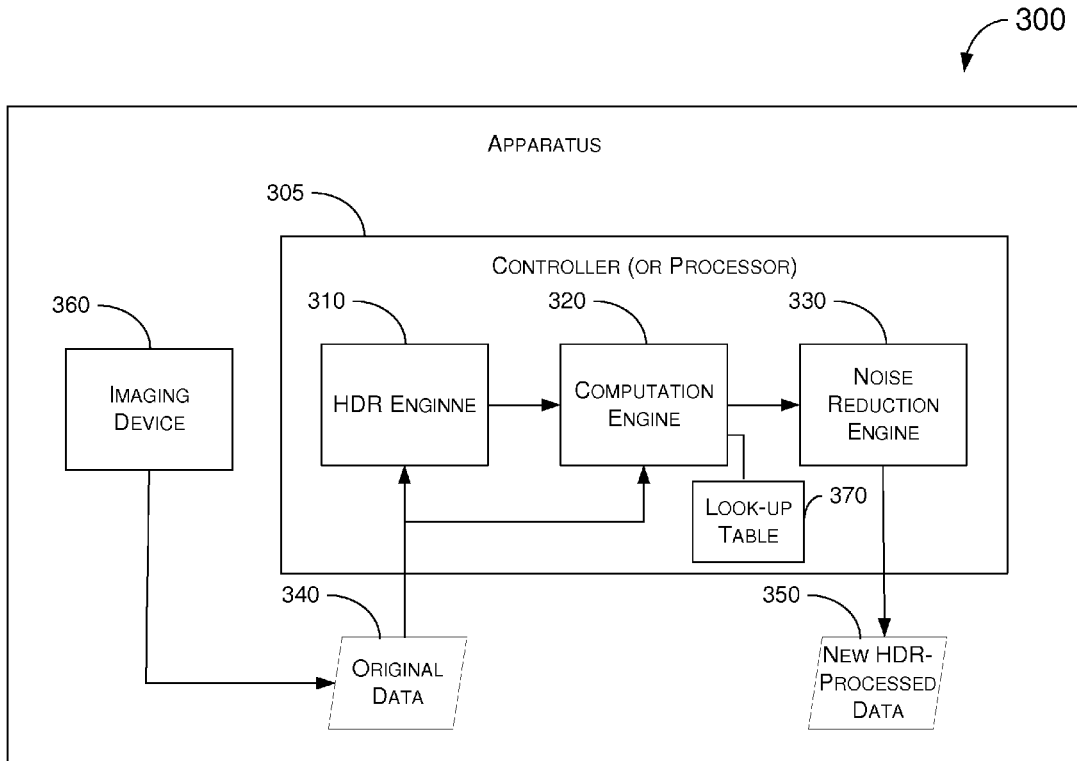 300
APPARATUS
305
CONTROLLER (OR PROCESSOR)
360
310
320
330
IMAGING
DEVICE
HDR ENGINNE
COMPUTATION
ENGINE
NOISE
REDUCTION
ENGINE
LOOK-UP
TABLE
370
340
350
ORIGINAL
DATA
NEW HDR-
PROCESSED
DATA